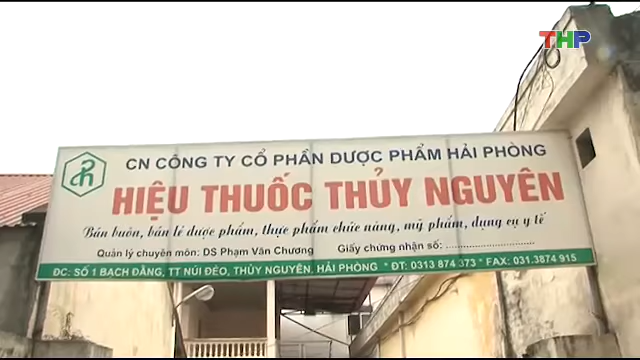 THP
CN CÔNG TY CỔ PHẦN DƯỢC PHẨM HẢI PHÒNG
HIỆU THUỐC THỦY NGUYÊN
Bán buôn, bán lẻ dược phẩm, thực phẩm chức năng, mỹ phẩm, dụng cụ y tế
Quản lý chuyên môn: DS Phạm Văn Chương Giấy chứng nhận số: ..............................
ĐC: SỐ 1 BẠCH ĐẰNG, TT NÚI ĐÈO, THỦY NGUYÊN, HẢI PHÒNG * ĐT: 0313 874 373 * FAX: 031.3874 915